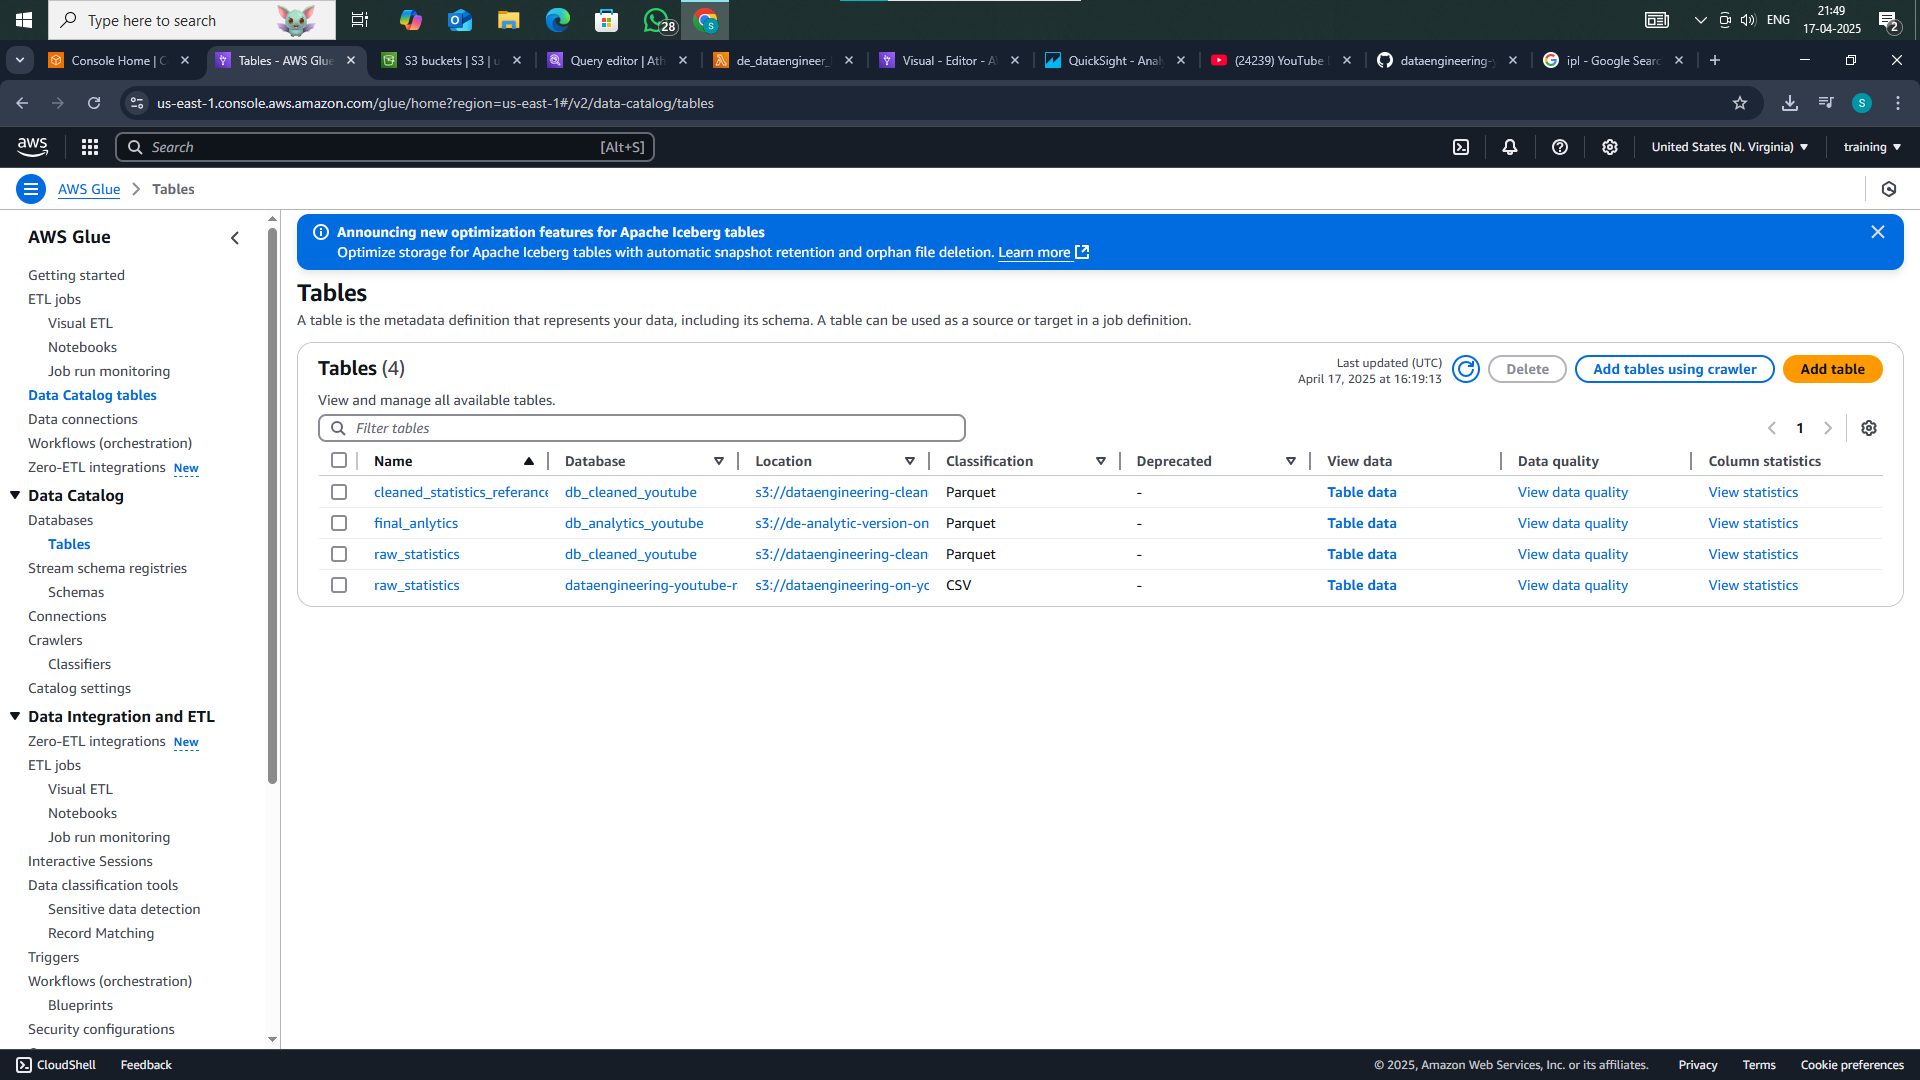 Type here to search
28
ENG
21:49
17-04-2025
2
Console Home | C
Tables - AWS Glue
S3 buckets | S3 | u
Query editor | Ath
de_dataengineer_
Visual - Editor - A
QuickSight - Anal
(24239) YouTube
dataengineering-
ipl - Google Searc
us-east-1.console.aws.amazon.com/glue/home?region=us-east-1#/v2/data-catalog/tables
S
aws
Search
[Alt+S]
United States (N. Virginia)
training
AWS Glue
Tables
AWS Glue
Getting started
ETL jobs
Visual ETL
Notebooks
Job run monitoring
Data Catalog tables
Data connections
Workflows (orchestration)
Zero-ETL integrations New
Data Catalog
Databases
Tables
Stream schema registries
Schemas
Connections
Crawlers
Classifiers
Catalog settings
Data Integration and ETL
Zero-ETL integrations New
ETL jobs
Visual ETL
Notebooks
Job run monitoring
Interactive Sessions
Data classification tools
Sensitive data detection
Record Matching
Triggers
Workflows (orchestration)
Blueprints
Security configurations
Announcing new optimization features for Apache Iceberg tables
Optimize storage for Apache Iceberg tables with automatic snapshot retention and orphan file deletion. Learn more
Tables
A table is the metadata definition that represents your data, including its schema. A table can be used as a source or target in a job definition.
Tables (4)
Last updated (UTC)
April 17, 2025 at 16:19:13
Delete
Add tables using crawler
Add table
View and manage all available tables.
Filter tables
1
Name Database Location Classification Deprecated View data Data quality Column statistics
cleaned_statistics_referance db_cleaned_youtube s3://dataengineering-clean Parquet - Table data View data quality View statistics
final_anlytics db_analytics_youtube s3://de-analytic-version-on Parquet - Table data View data quality View statistics
raw_statistics db_cleaned_youtube s3://dataengineering-clean Parquet - Table data View data quality View statistics
raw_statistics dataengineering-youtube-r s3://dataengineering-on-yc CSV - Table data View data quality View statistics
CloudShell
Feedback
© 2025, Amazon Web Services, Inc. or its affiliates.
Privacy
Terms
Cookie preferences